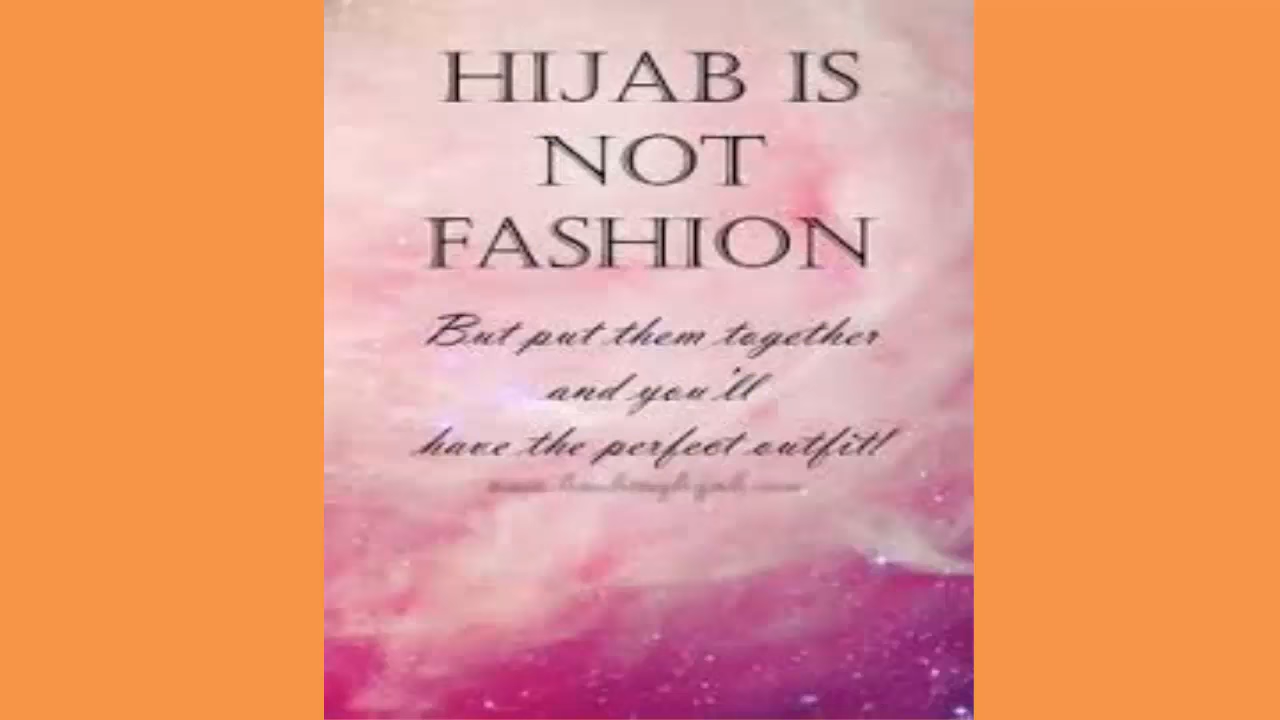 HIJAB IS
NOT
FASHION
But put them together
and you'll
have the perfect outfit!